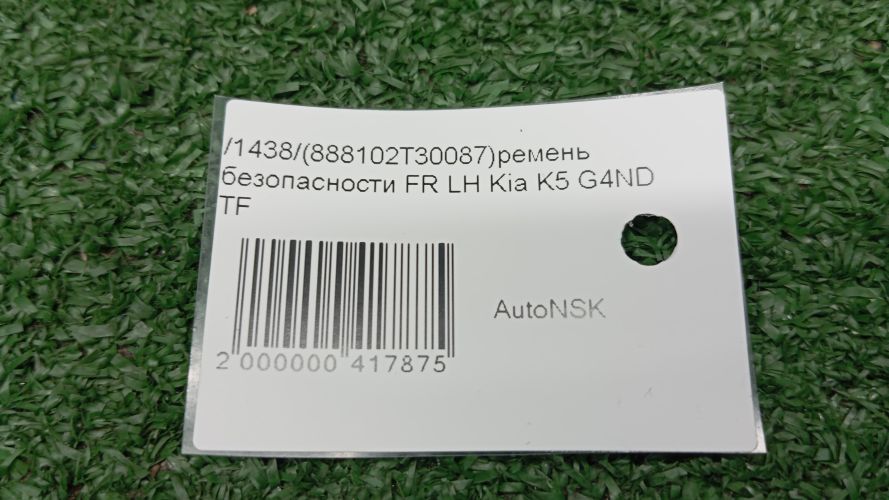 /1438/(888102T30087)ремень
безопасности FR LH Kia K5 G4ND
TF
AutoNSK
2 000000 417875